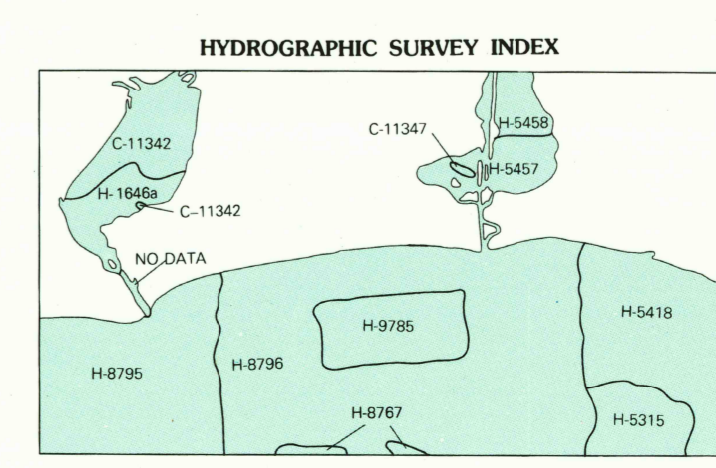 HYDROGRAPHIC SURVEY INDEX
C-11347
H-5458
C-11342
H-5457
H-1646a
C-11342
NO DATA
H-5418
H-9785
H-8796
H-8795
H-8767
H-5315